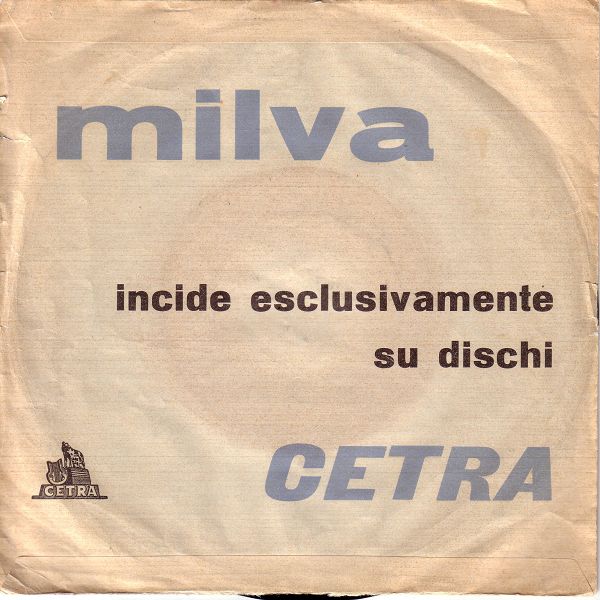 milva
incide esclusivamente
su dischi
CETRA
CETRA